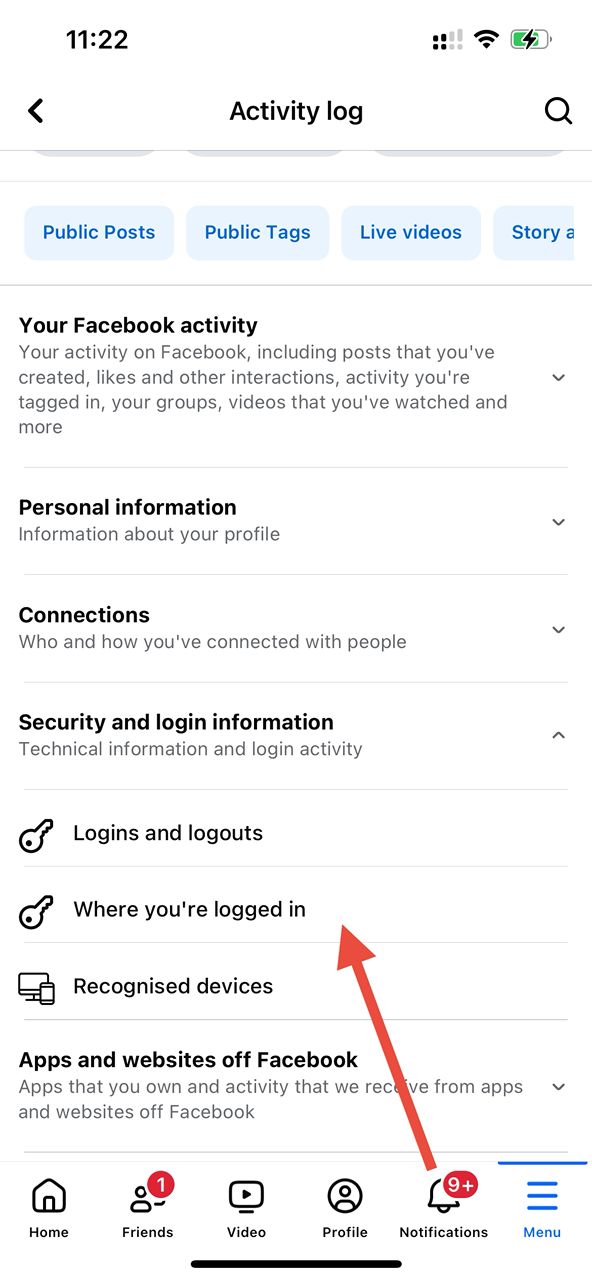 11:22
Activity log
Public Posts
Public Tags
Live videos
Story a
Your Facebook activity
Your activity on Facebook, including posts that you've
created, likes and other interactions, activity you're
tagged in, your groups, videos that you've watched and
more
Personal information
Information about your profile
Connections
Who and how you've connected with people
Security and login information
Technical information and login activity
Logins and logouts
Where you're logged in
Recognised devices
Apps and websites off Facebook
Apps that you own and activity that we receive from apps
and websites off Facebook
1
9+
Home
Friends
Video
Profile
Notifications
Menu